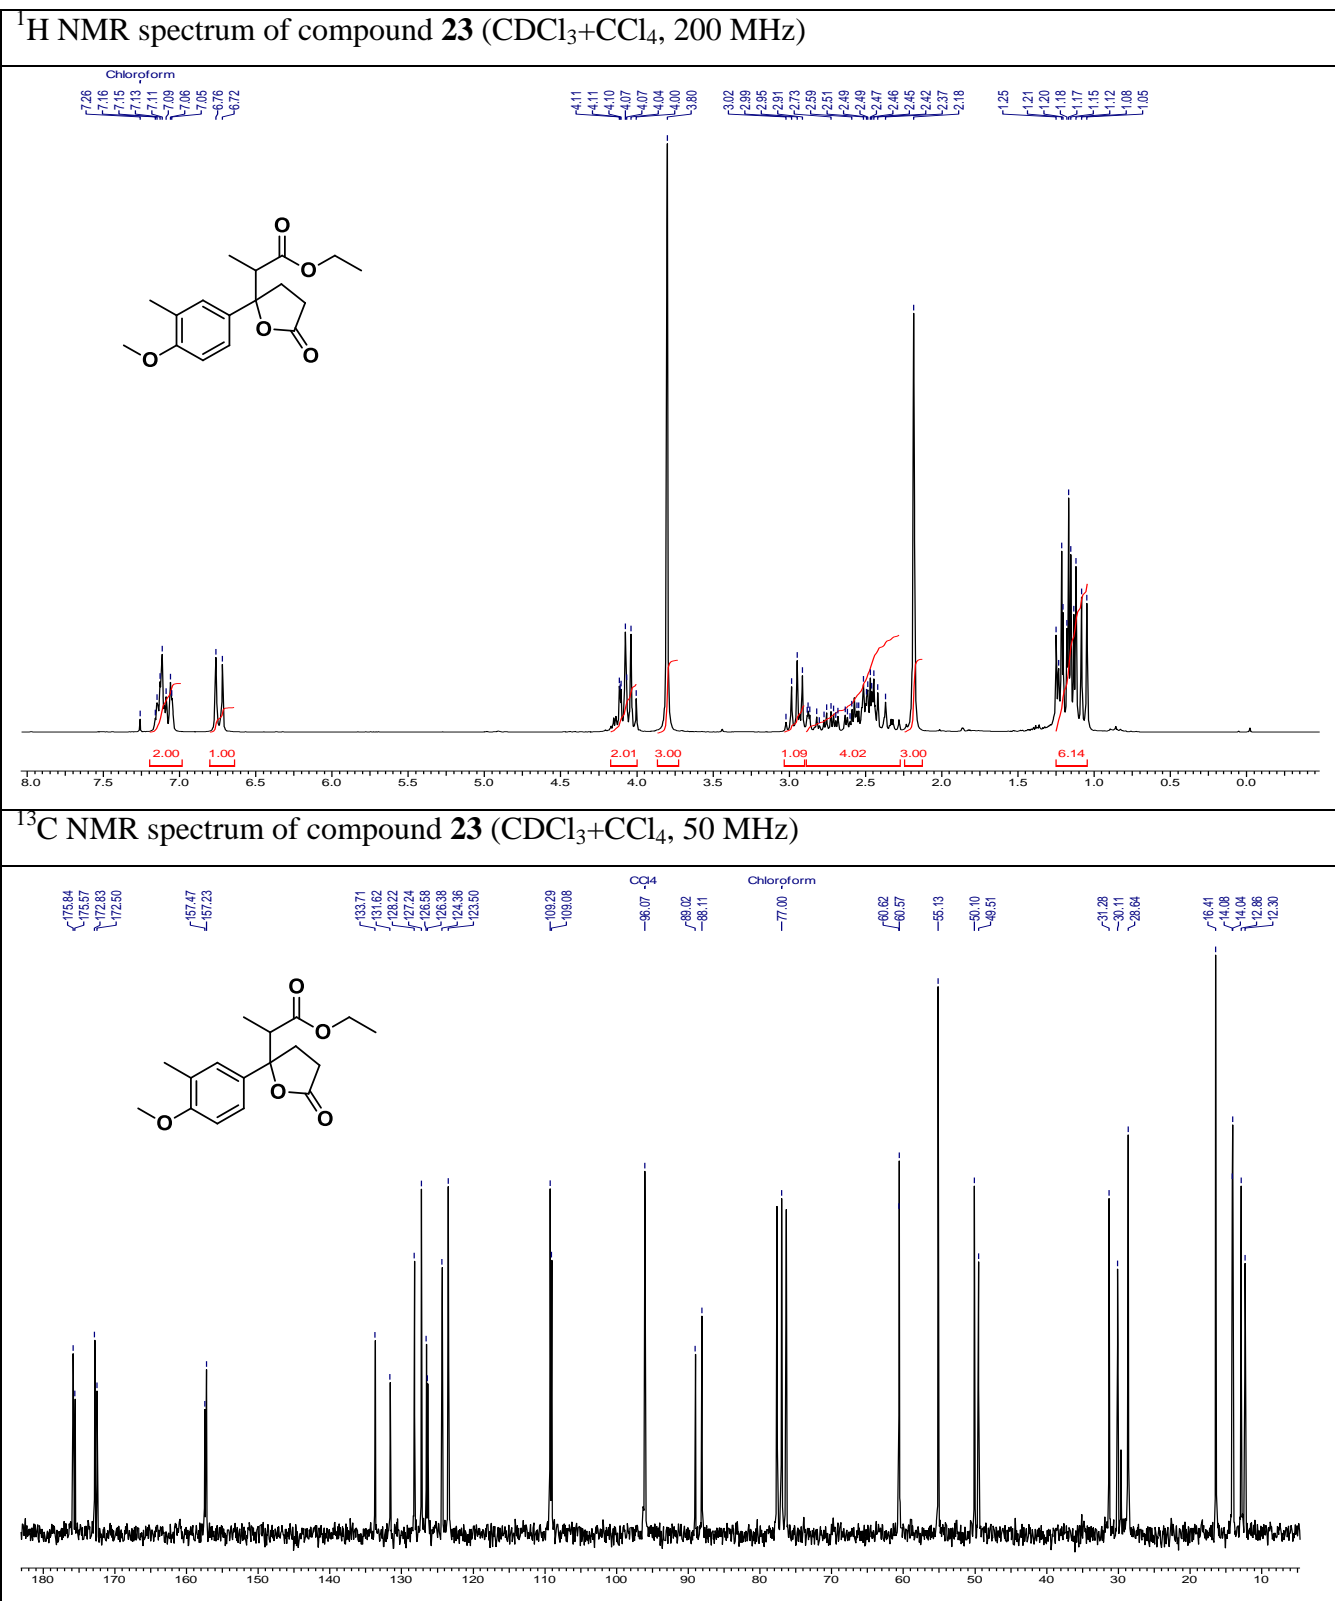 ¹H NMR spectrum of compound 23 (CDCl₃+CCl₄, 200 MHz)
Chloroform
7.26 7.16 7.15 7.13 7.11 7.09 7.06 7.05 6.76 6.72
4.11 4.11 4.10 4.07 4.07 4.04 4.00 3.80
3.02 2.99 2.95 2.91 2.73 2.59 2.51 2.49 2.49 2.47 2.46 2.45 2.42 2.37 2.18
1.25 1.21 1.20 1.18 1.17 1.15 1.12 1.08 1.05
O
O
O
O
O
2.00 1.00 2.01 3.00 1.09 4.02 3.00 6.14
8.0 7.5 7.0 6.5 6.0 5.5 5.0 4.5 4.0 3.5 3.0 2.5 2.0 1.5 1.0 0.5 0.0
¹³C NMR spectrum of compound 23 (CDCl₃+CCl₄, 50 MHz)
CCl4 Chloroform
175.84 175.57 172.83 172.50 157.47 157.23 133.71 131.62 128.22 127.24 126.58 126.38 124.36 123.50 109.29 109.08 96.07 89.02 88.11 77.00 60.62 60.57 55.13 50.10 49.51 31.28 30.11 28.64 16.41 14.08 14.04 12.86 12.30
O
O
O
O
O
180 170 160 150 140 130 120 110 100 90 80 70 60 50 40 30 20 10